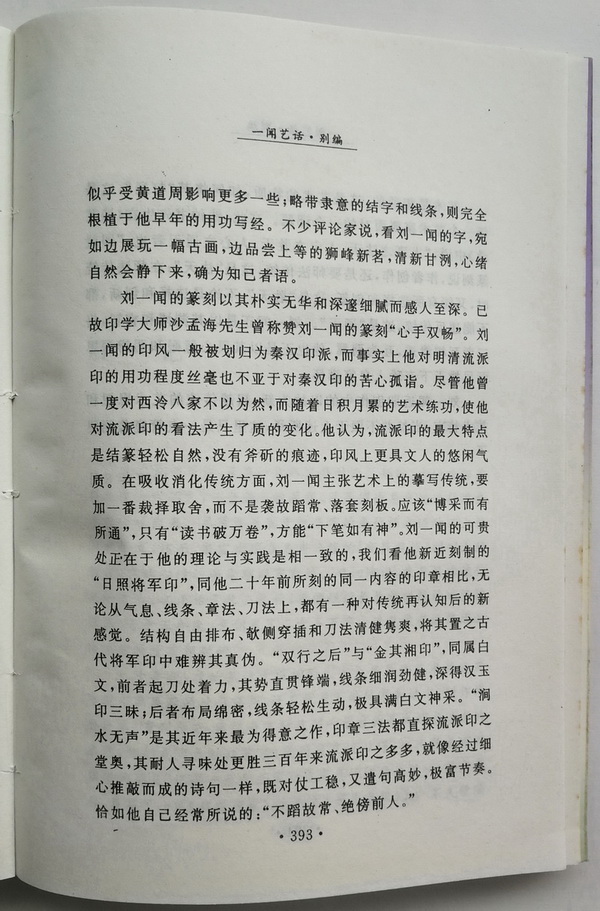 一闻艺话·别编
似乎受黄道周影响更多一些；略带隶意的结字和线条，则完全
根植于他早年的用功写经。不少评论家说，看刘一闻的字，宛
如边展玩一幅古画，边品尝上等的狮峰新茗，清新甘洌，心绪
自然会静下来，确为知己者语。
刘一闻的篆刻以其朴实无华和深邃细腻而感人至深。已
故印学大师沙孟海先生曾称赞刘一闻的篆刻“心手双畅”。刘
一闻的印风一般被划归为秦汉印派，而事实上他对明清流派
印的用功程度丝毫也不亚于对秦汉印的苦心孤诣。尽管他曾
一度对西泠八家不以为然，而随着日积月累的艺术练功，使他
对流派印的看法产生了质的变化。他认为，流派印的最大特点
是结篆轻松自然，没有斧斫的痕迹，印风上更具文人的悠闲气
质。在吸收消化传统方面，刘一闻主张艺术上的摹写传统，要
加一番裁择取舍，而不是袭故蹈常、落套刻板。应该“博采而有
所通”，只有“读书破万卷”，方能“下笔如有神”。刘一闻的可贵
处正在于他的理论与实践是相一致的，我们看他新近刻制的
“日照将军印”，同他二十年前所刻的同一内容的印章相比，无
论从气息、线条、章法、刀法上，都有一种对传统再认知后的新
感觉。结构自由排布、欹侧穿插和刀法清健隽爽，将其置之古
代将军印中难辨其真伪。“双行之后”与“金其湘印”，同属白
文，前者起刀处着力，其势直贯锋端，线条细润劲健，深得汉玉
印三昧；后者布局绵密，线条轻松生动，极具满白文神采。“涧
水无声”是其近年来最为得意之作，印章三法都直探流派印之
堂奥，其耐人寻味处更胜三百年来流派印之多多，就像经过细
心推敲而成的诗句一样，既对仗工稳，又遣句高妙，极富节奏。
恰如他自己经常所说的：“不蹈故常、绝傍前人。”
·393·